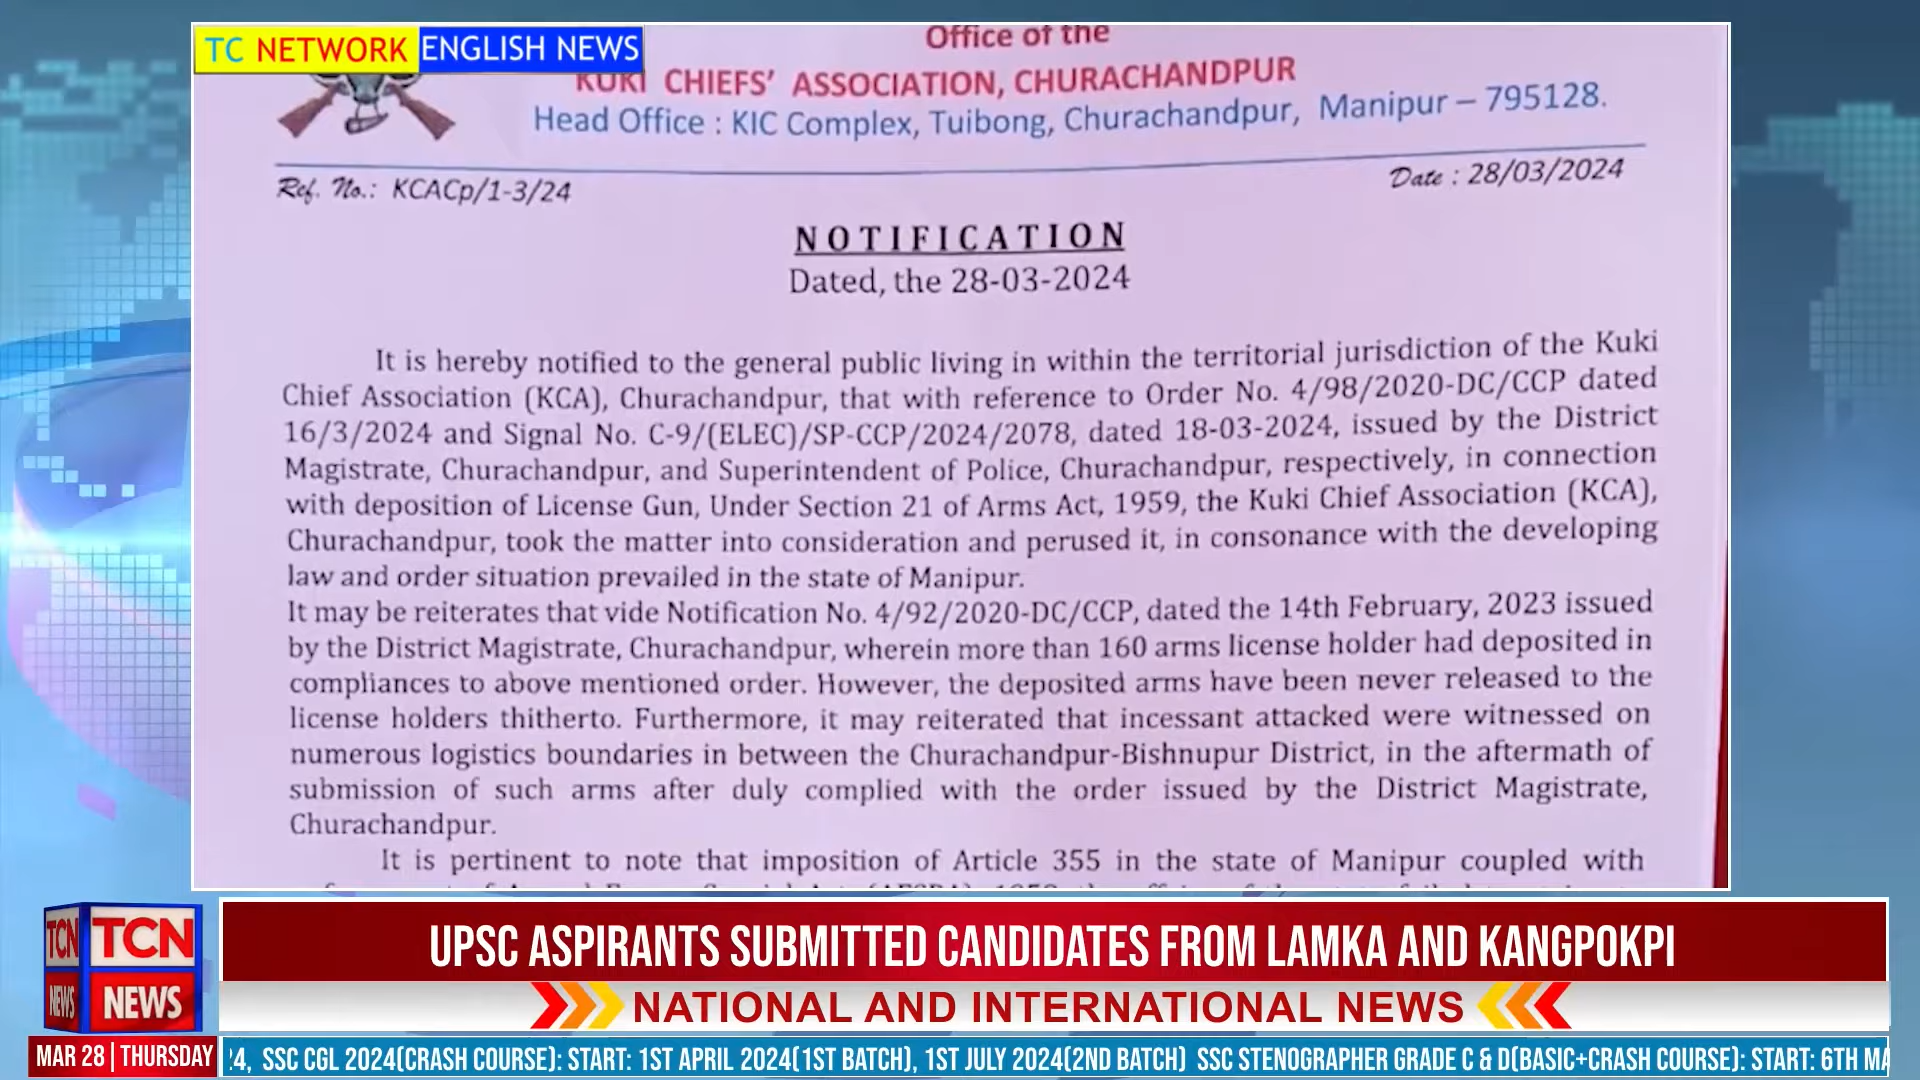 TC NETWORK ENGLISH NEWS
Office of the
KUKI CHIEFS' ASSOCIATION, CHURACHANDPUR
Head Office : KIC Complex, Tuibong, Churachandpur, Manipur – 795128.
Ref. No.: KCACp/1-3/24
Date : 28/03/2024
NOTIFICATION
Dated, the 28-03-2024
It is hereby notified to the general public living in within the territorial jurisdiction of the Kuki
Chief Association (KCA), Churachandpur, that with reference to Order No. 4/98/2020-DC/CCP dated
16/3/2024 and Signal No. C-9/(ELEC)/SP-CCP/2024/2078, dated 18-03-2024, issued by the District
Magistrate, Churachandpur, and Superintendent of Police, Churachandpur, respectively, in connection
with deposition of License Gun, Under Section 21 of Arms Act, 1959, the Kuki Chief Association (KCA),
Churachandpur, took the matter into consideration and perused it, in consonance with the developing
law and order situation prevailed in the state of Manipur.
It may be reiterates that vide Notification No. 4/92/2020-DC/CCP, dated the 14th February, 2023 issued
by the District Magistrate, Churachandpur, wherein more than 160 arms license holder had deposited in
compliances to above mentioned order. However, the deposited arms have been never released to the
license holders thitherto. Furthermore, it may reiterated that incessant attacked were witnessed on
numerous logistics boundaries in between the Churachandpur-Bishnupur District, in the aftermath of
submission of such arms after duly complied with the order issued by the District Magistrate,
Churachandpur.
It is pertinent to note that imposition of Article 355 in the state of Manipur coupled with
TCN TCN
NEWS NEWS
UPSC ASPIRANTS SUBMITTED CANDIDATES FROM LAMKA AND KANGPOKPI
NATIONAL AND INTERNATIONAL NEWS
MAR 28 | THURSDAY
24, SSC CGL 2024(CRASH COURSE): START: 1ST APRIL 2024(1ST BATCH), 1ST JULY 2024(2ND BATCH) SSC STENOGRAPHER GRADE C & D(BASIC+CRASH COURSE): START: 6TH MA